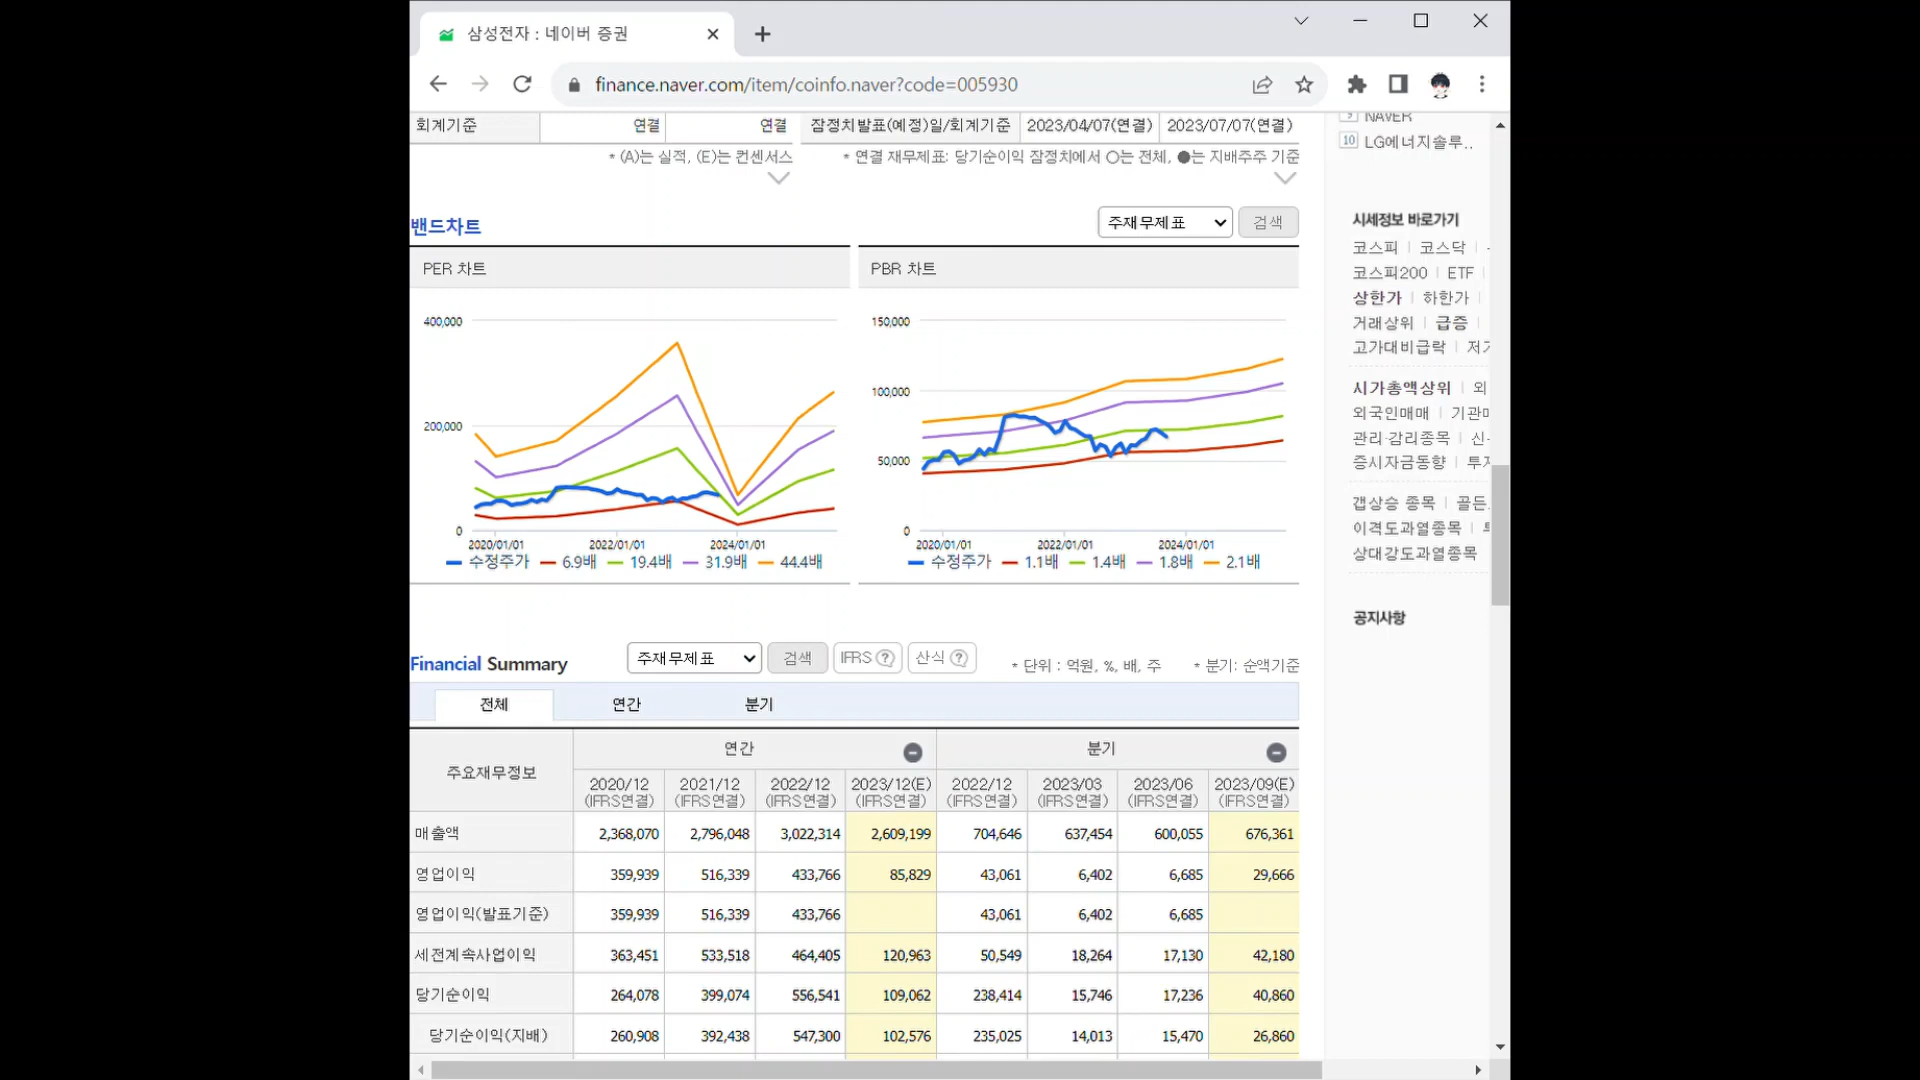 삼성전자 : 네이버 증권
finance.naver.com/item/coinfo.naver?code=005930
회계기준 연결 연결 잠정치발표(예정)일/회계기준 2023/04/07(연결) 2023/07/07(연결)
* (A)는 실적, (E)는 컨센서스 * 연결 재무제표: 당기순이익 잠정치에서 ○는 전체, ●는 지배주주 기준
밴드차트 주재무제표 검색
PER 차트
400,000
200,000
0
2020/01/01 2022/01/01 2024/01/01
수정주가 6.9배 19.4배 31.9배 44.4배
PBR 차트
150,000
100,000
50,000
0
2020/01/01 2022/01/01 2024/01/01
수정주가 1.1배 1.4배 1.8배 2.1배
Financial Summary 주재무제표 검색 IFRS ? 산식 ? * 단위 : 억원, %, 배, 주 * 분기: 순액기준
전체 연간 분기
주요재무정보 연간 분기
2020/12 2021/12 2022/12 2023/12(E) 2022/12 2023/03 2023/06 2023/09(E)
(IFRS연결) (IFRS연결) (IFRS연결) (IFRS연결) (IFRS연결) (IFRS연결) (IFRS연결) (IFRS연결)
매출액 2,368,070 2,796,048 3,022,314 2,609,199 704,646 637,454 600,055 676,361
영업이익 359,939 516,339 433,766 85,829 43,061 6,402 6,685 29,666
영업이익(발표기준) 359,939 516,339 433,766 43,061 6,402 6,685
세전계속사업이익 363,451 533,518 464,405 120,963 50,549 18,264 17,130 42,180
당기순이익 264,078 399,074 556,541 109,062 238,414 15,746 17,236 40,860
당기순이익(지배) 260,908 392,438 547,300 102,576 235,025 14,013 15,470 26,860
9 NAVER
10 LG에너지솔루..
시세정보 바로가기
코스피 코스닥
코스피200 ETF
상한가 하한가
거래상위 급증
고가대비급락
시가총액상위 외
외국인매매 기관
관리·감리종목
증시자금동향
갭상승 종목 골든
이격도과열종목
상대강도과열종목
공지사항